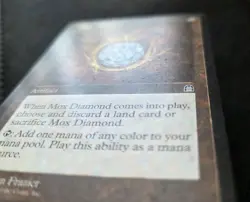 Artifact
When Mox Diamond comes into play,
choose and discard a land card or
sacrifice Mox Diamond.
: Add one mana of any color to your
mana pool. Play this ability as a mana
source.